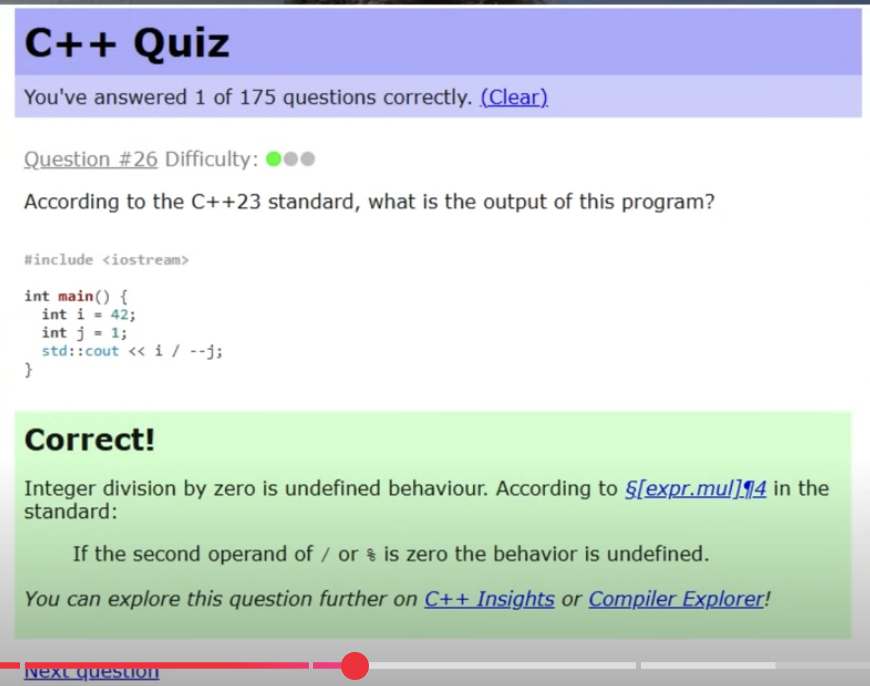 C++ Quiz
You've answered 1 of 175 questions correctly. (Clear)
Question #26 Difficulty:
According to the C++23 standard, what is the output of this program?
#include <iostream>
int main() {
  int i = 42;
  int j = 1;
  std::cout << i / --j;
}
Correct!
Integer division by zero is undefined behaviour. According to §[expr.mul]¶4 in the
standard:
If the second operand of / or % is zero the behavior is undefined.
You can explore this question further on C++ Insights or Compiler Explorer!
Next question